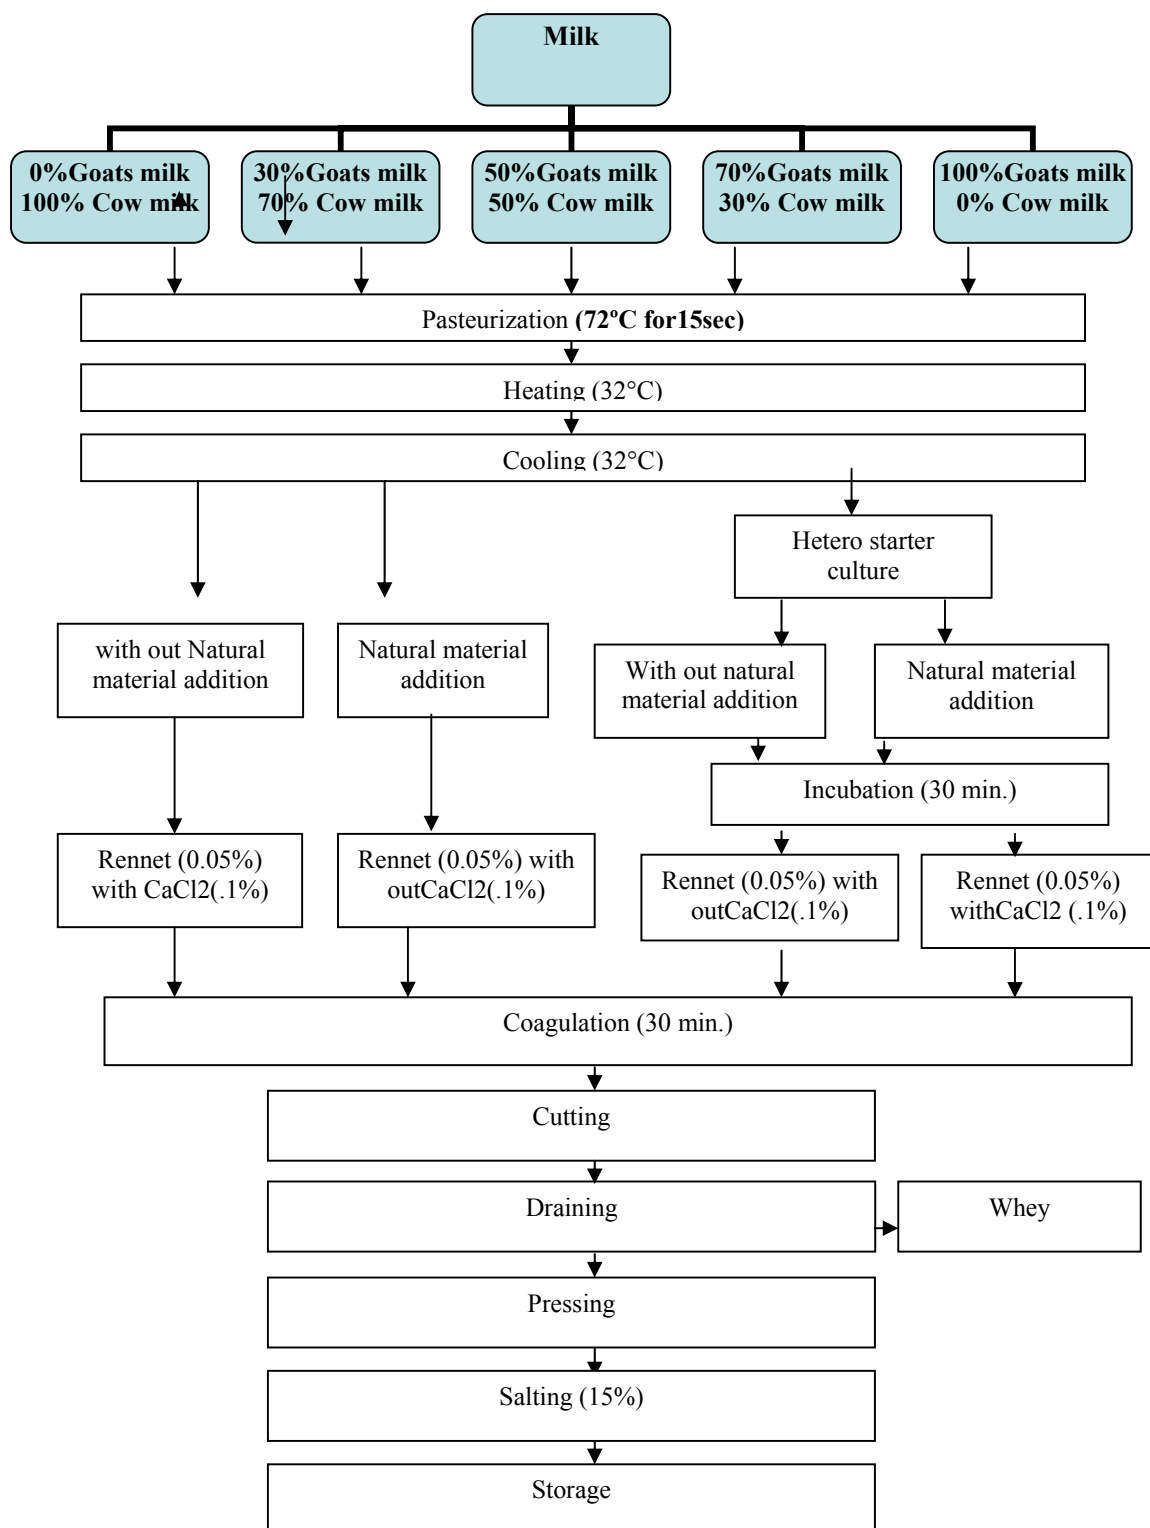 Milk
0%Goats milk
100% Cow milk
30%Goats milk
70% Cow milk
50%Goats milk
50% Cow milk
70%Goats milk
30% Cow milk
100%Goats milk
0% Cow milk
Pasteurization (72ºC for15sec)
Heating (32°C)
Cooling (32°C)
Hetero starter
culture
with out Natural
material addition
Natural material
addition
With out natural
material addition
Natural material
addition
Incubation (30 min.)
Rennet (0.05%)
with CaCl2(.1%)
Rennet (0.05%) with
outCaCl2(.1%)
Rennet (0.05%) with
outCaCl2(.1%)
Rennet (0.05%)
withCaCl2 (.1%)
Coagulation (30 min.)
Cutting
Draining
Whey
Pressing
Salting (15%)
Storage